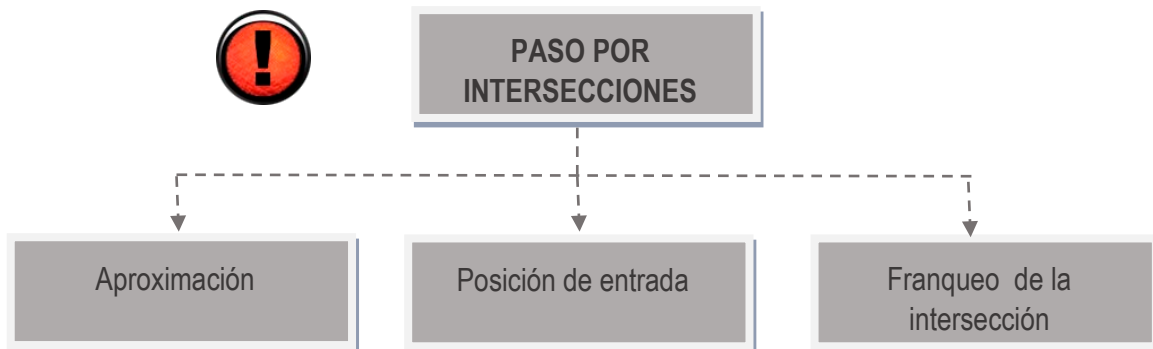 PASO POR
INTERSECCIONES
Aproximación
Posición de entrada
Franqueo de la
intersección